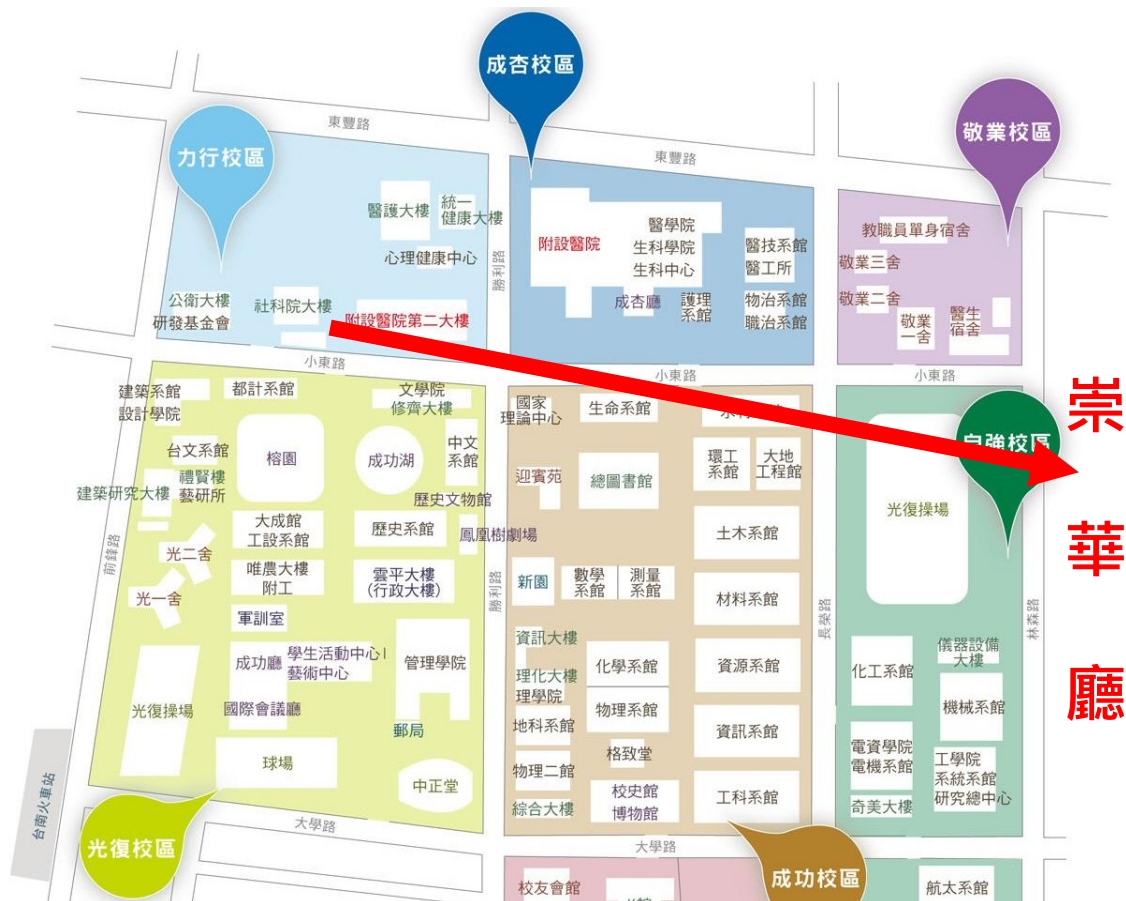 成杏校區
敬業校區
力行校區
東豐路
東豐路
醫護大樓
統一
健康大樓
心理健康中心
公衛大樓
研發基金會
社科院大樓
附設醫院第二大樓
勝利路
附設醫院
醫學院
生科學院
生科中心
成杏廳
護理
系館
醫技系館
醫工所
物治系館
職治系館
教職員單身宿舍
敬業三舍
敬業二舍
敬業
一舍
醫生
宿舍
小東路
小東路
小東路
建築系館
設計學院
都計系館
文學院
修齊大樓
台文系館
榕園
成功湖
中文
系館
禮賢樓
藝研所
建築研究大樓
歷史文物館
大成館
工設系館
歷史系館
鳳凰樹劇場
光二舍
唯農大樓
附工
雲平大樓
(行政大樓)
光一舍
軍訓室
前鋒路
勝利路
成功廳
學生活動中心|
藝術中心
管理學院
光復操場
國際會議廳
郵局
球場
中正堂
台南火車站
大學路
光復校區
國家
理論中心
生命系館
迎賓苑
總圖書館
環工
系館
大地
工程館
土木系館
新園
數學
系館
測量
系館
材料系館
資訊大樓
理化大樓
理學院
化學系館
資源系館
地科系館
物理系館
資訊系館
物理二館
格致堂
綜合大樓
校史館
博物館
工科系館
大學路
成功校區
校友會館
長榮路
自強校區
光復操場
林森路
化工系館
儀器設備
大樓
機械系館
電資學院
電機系館
工學院
系統系館
研究總中心
奇美大樓
航太系館
崇
華
廳